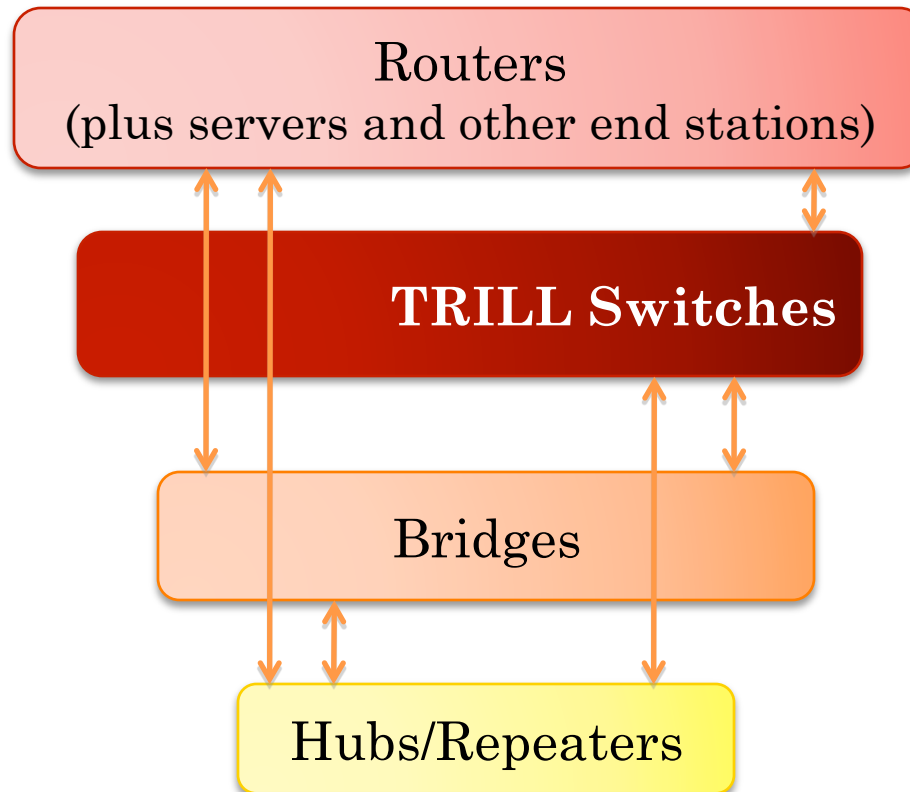 Routers
(plus servers and other end stations)
TRILL Switches
Bridges
Hubs/Repeaters